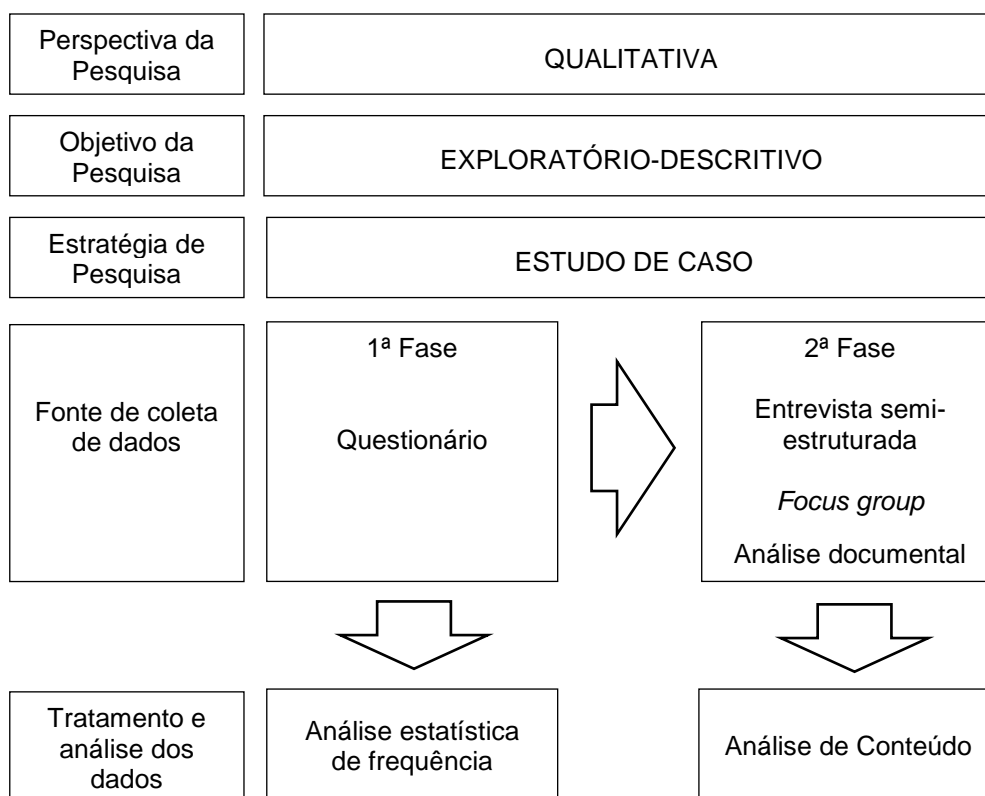 Perspectiva da
Pesquisa
QUALITATIVA
Objetivo da
Pesquisa
EXPLORATÓRIO-DESCRITIVO
Estratégia de
Pesquisa
ESTUDO DE CASO
Fonte de coleta
de dados
1ª Fase
Questionário
2ª Fase
Entrevista semi-
estruturada
Focus group
Análise documental
Tratamento e
análise dos
dados
Análise estatística
de frequência
Análise de Conteúdo